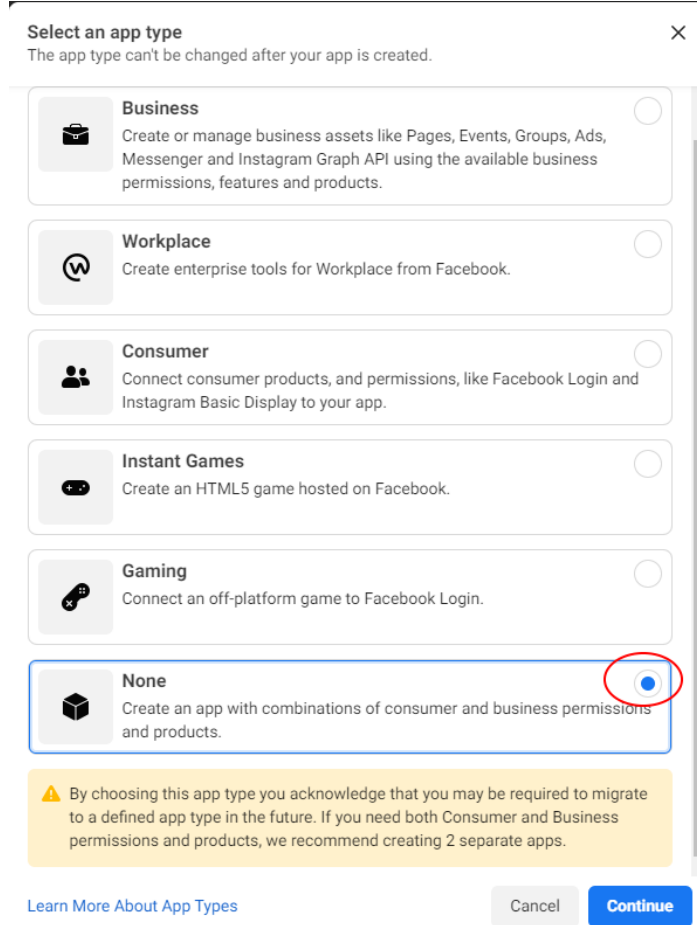 Select an app type
The app type can't be changed after your app is created.
Business
Create or manage business assets like Pages, Events, Groups, Ads,
Messenger and Instagram Graph API using the available business
permissions, features and products.
Workplace
Create enterprise tools for Workplace from Facebook.
Consumer
Connect consumer products, and permissions, like Facebook Login and
Instagram Basic Display to your app.
Instant Games
Create an HTML5 game hosted on Facebook.
Gaming
Connect an off-platform game to Facebook Login.
None
Create an app with combinations of consumer and business permissions
and products.
By choosing this app type you acknowledge that you may be required to migrate
to a defined app type in the future. If you need both Consumer and Business
permissions and products, we recommend creating 2 separate apps.
Learn More About App Types
Cancel
Continue